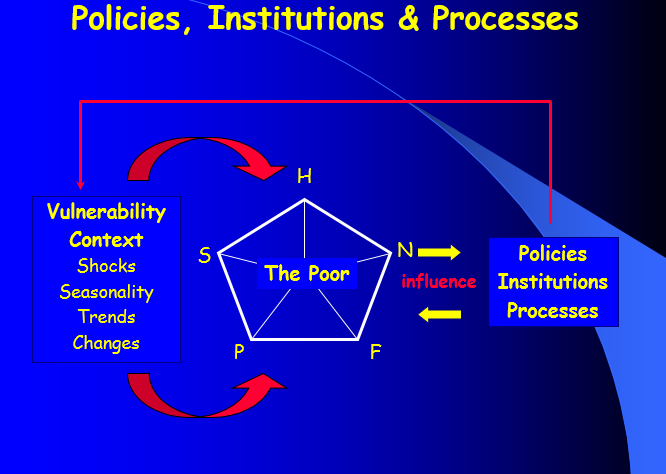 Policies, Institutions & Processes
Vulnerability
Context
Shocks
Seasonality
Trends
Changes
H
S
N
The Poor
P
F
influence
Policies
Institutions
Processes